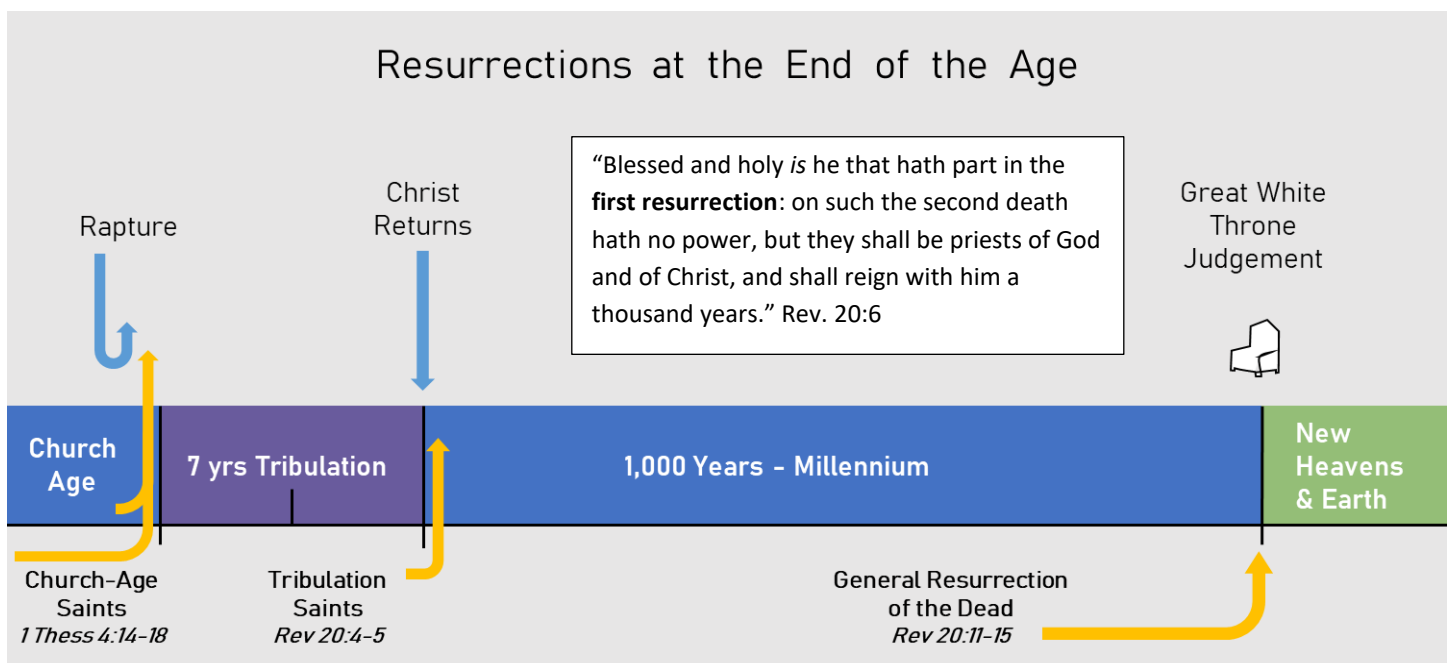 Resurrections at the End of the Age
“Blessed and holy is he that hath part in the
first resurrection: on such the second death
hath no power, but they shall be priests of God
and of Christ, and shall reign with him a
thousand years.” Rev. 20:6
Rapture
Christ
Returns
Great White
Throne
Judgement
Church
Age
7 yrs Tribulation
1,000 Years - Millennium
New
Heavens
& Earth
Church-Age
Saints
1 Thess 4:14-18
Tribulation
Saints
Rev 20:4-5
General Resurrection
of the Dead
Rev 20:11-15